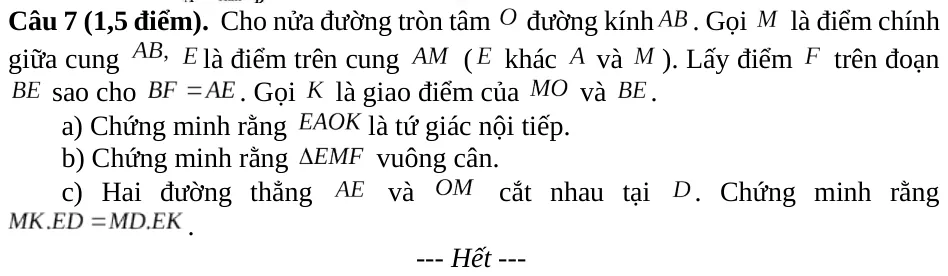 Câu 7 (1,5 điểm). Cho nửa đường tròn tâm O đường kính AB. Gọi M là điểm chính
giữa cung AB, E là điểm trên cung AM (E khác A và M). Lấy điểm F trên đoạn
BE sao cho BF = AE. Gọi K là giao điểm của MO và BE.
a) Chứng minh rằng EAOK là tứ giác nội tiếp.
b) Chứng minh rằng ΔEMF vuông cân.
c) Hai đường thẳng AE và OM cắt nhau tại D. Chứng minh rằng
MK.ED = MD.EK.
--- Hết ---